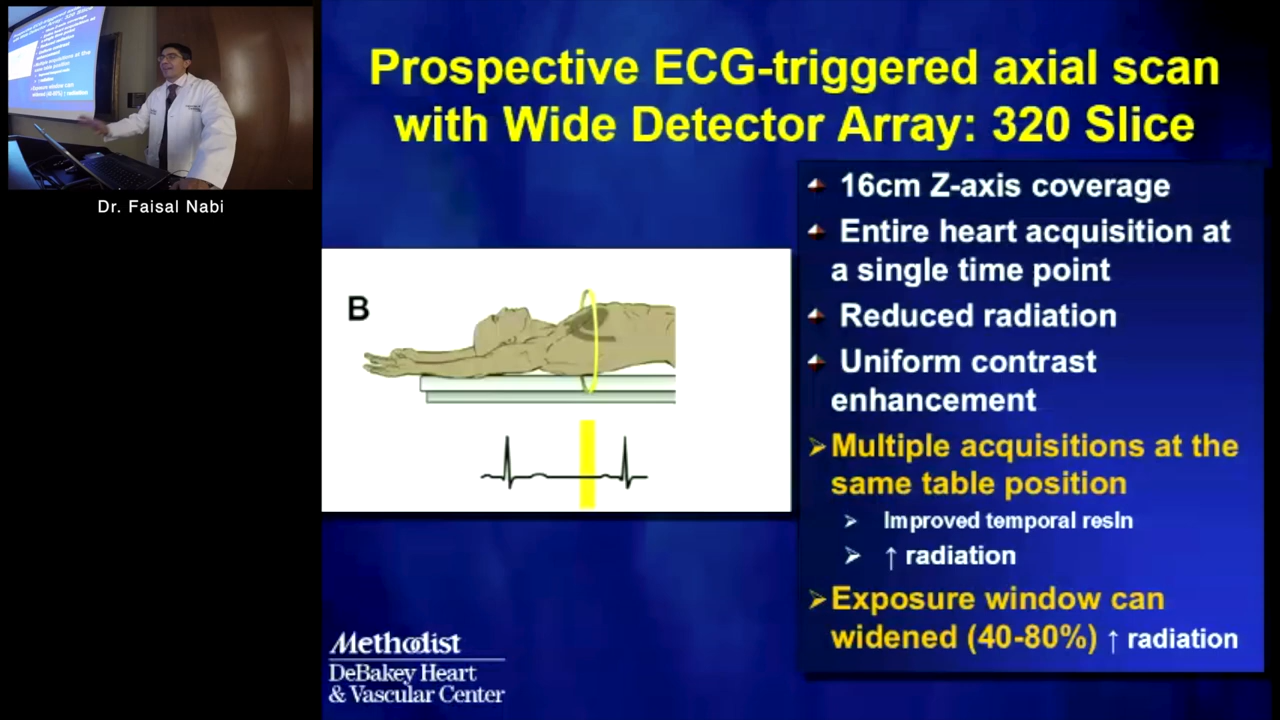 Prospective ECG-triggered axial scan
with Wide Detector Array: 320 Slice
Dr. Faisal Nabi
B
16cm Z-axis coverage
Entire heart acquisition at
a single time point
Reduced radiation
Uniform contrast
enhancement
Multiple acquisitions at the
same table position
Improved temporal resln
↑ radiation
Exposure window can
widened (40-80%) ↑ radiation
Methodist
DeBakey Heart
& Vascular Center